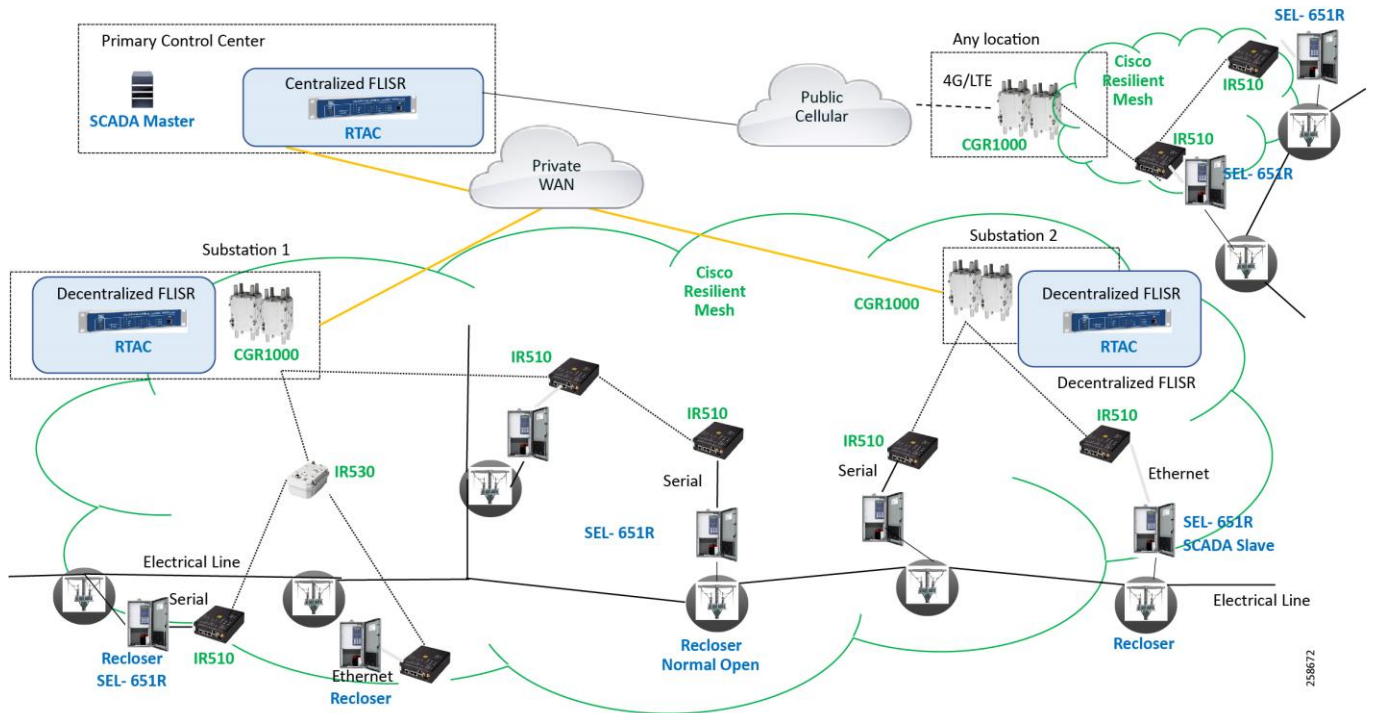 Primary Control Center
SCADA Master
Centralized FLISR
RTAC
Private
WAN
Public
Cellular
Any location
4G/LTE
CGR1000
Cisco
Resilient
Mesh
IR510
SEL- 651R
IR510
SEL- 651R
Substation 1
Decentralized FLISR
RTAC
CGR1000
Cisco
Resilient
Mesh
Substation 2
CGR1000
Decentralized FLISR
RTAC
Decentralized FLISR
IR510
IR510
Serial
SEL- 651R
IR530
IR510
Serial
IR510
Ethernet
SEL- 651R
SCADA Slave
Electrical Line
Serial
Recloser
SEL- 651R
IR510
Ethernet
Recloser
Recloser
Normal Open
Recloser
Electrical Line
258672